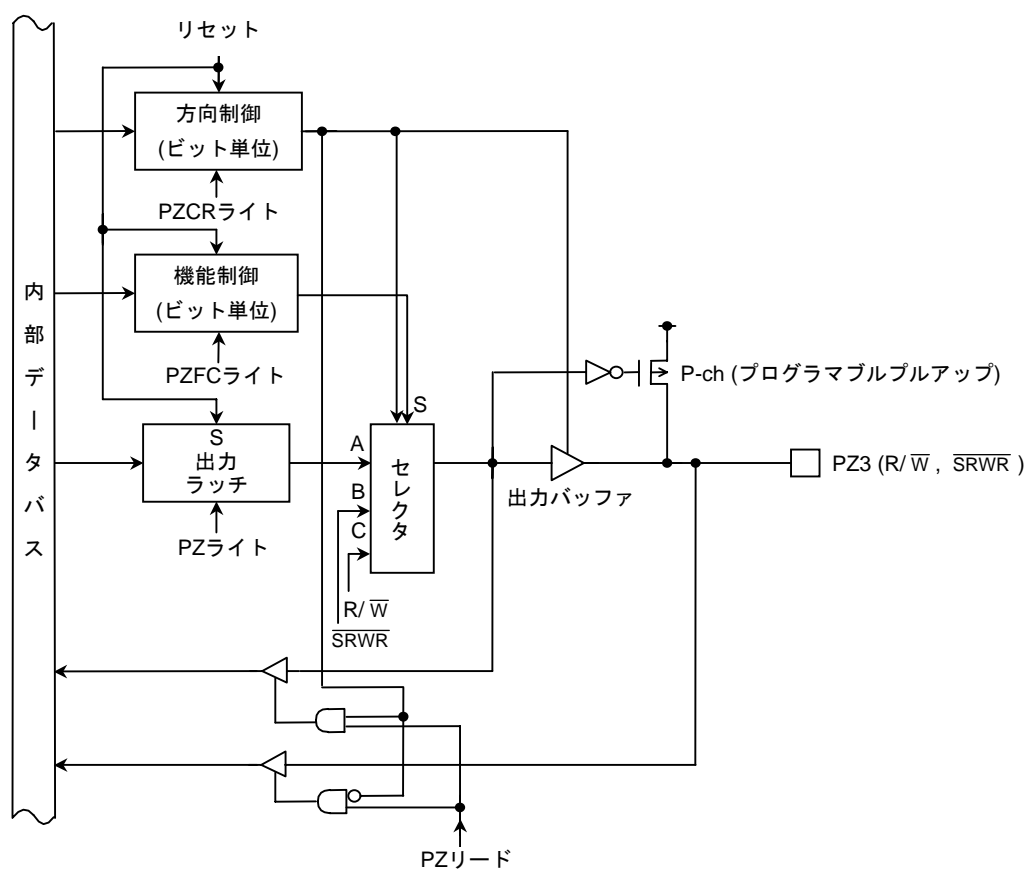 リセット
方向制御
(ビット単位)
PZCRライト
機能制御
(ビット単位)
PZFCライト
内部データバス
P-ch (プログラマブルプルアップ)
S
S
出力
ラッチ
PZライト
A
B
C
セレクタ
出力バッファ
PZ3 (R/W̅, S̅R̅W̅R̅)
R/W̅
S̅R̅W̅R̅
PZリード